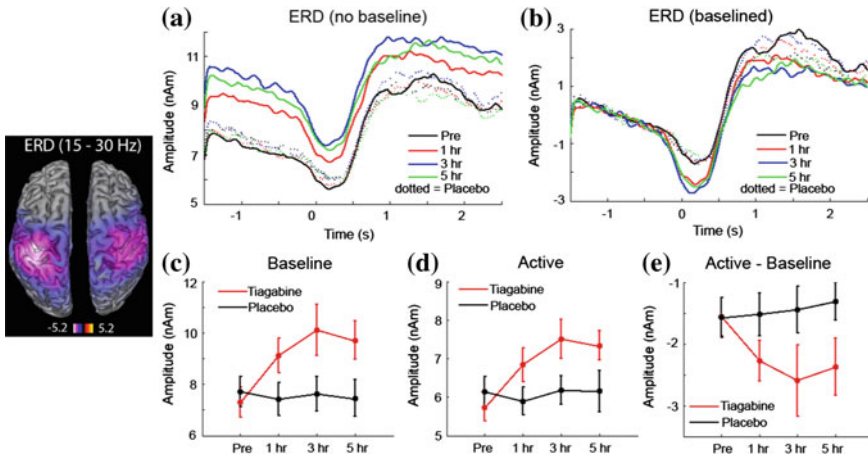 (a) ERD (no baseline)
Amplitude (nAm)
11
9
7
5
-1 0 1 2
Time (s)
Pre
1 hr
3 hr
5 hr
dotted = Placebo
(b) ERD (baselined)
Amplitude (nAm)
3
1
-1
-3
-1 0 1 2
Time (s)
Pre
1 hr
3 hr
5 hr
dotted = Placebo
ERD (15 - 30 Hz)
-5.2 5.2
(c) Baseline
Amplitude (nAm)
12
10
8
6
Tiagabine
Placebo
Pre 1 hr 3 hr 5 hr
(d) Active
Amplitude (nAm)
9
8
7
6
5
Tiagabine
Placebo
Pre 1 hr 3 hr 5 hr
(e) Active - Baseline
Amplitude (nAm)
-1
-2
-3
Tiagabine
Placebo
Pre 1 hr 3 hr 5 hr